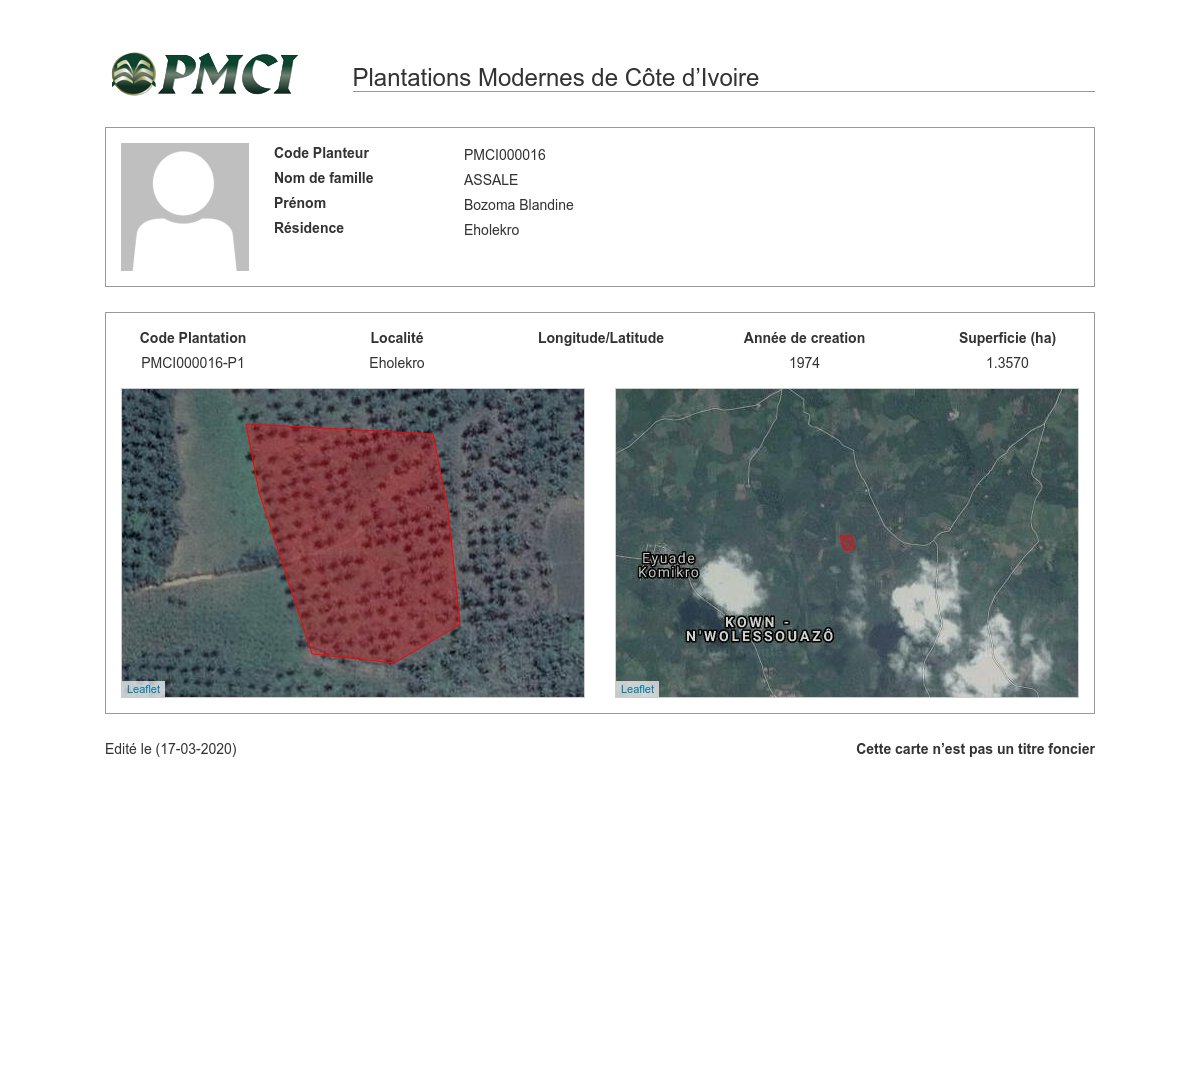 PMCI
Plantations Modernes de Côte d’Ivoire
Code Planteur PMCI000016
Nom de famille ASSALE
Prénom Bozoma Blandine
Résidence Eholekro
Code Plantation Localité Longitude/Latitude Année de creation Superficie (ha)
PMCI000016-P1 Eholekro 1974 1.3570
Eyuade
Komikro
KOWN -
N'WOLESSOUAZÔ
Leaflet Leaflet
Edité le (17-03-2020) Cette carte n’est pas un titre foncier